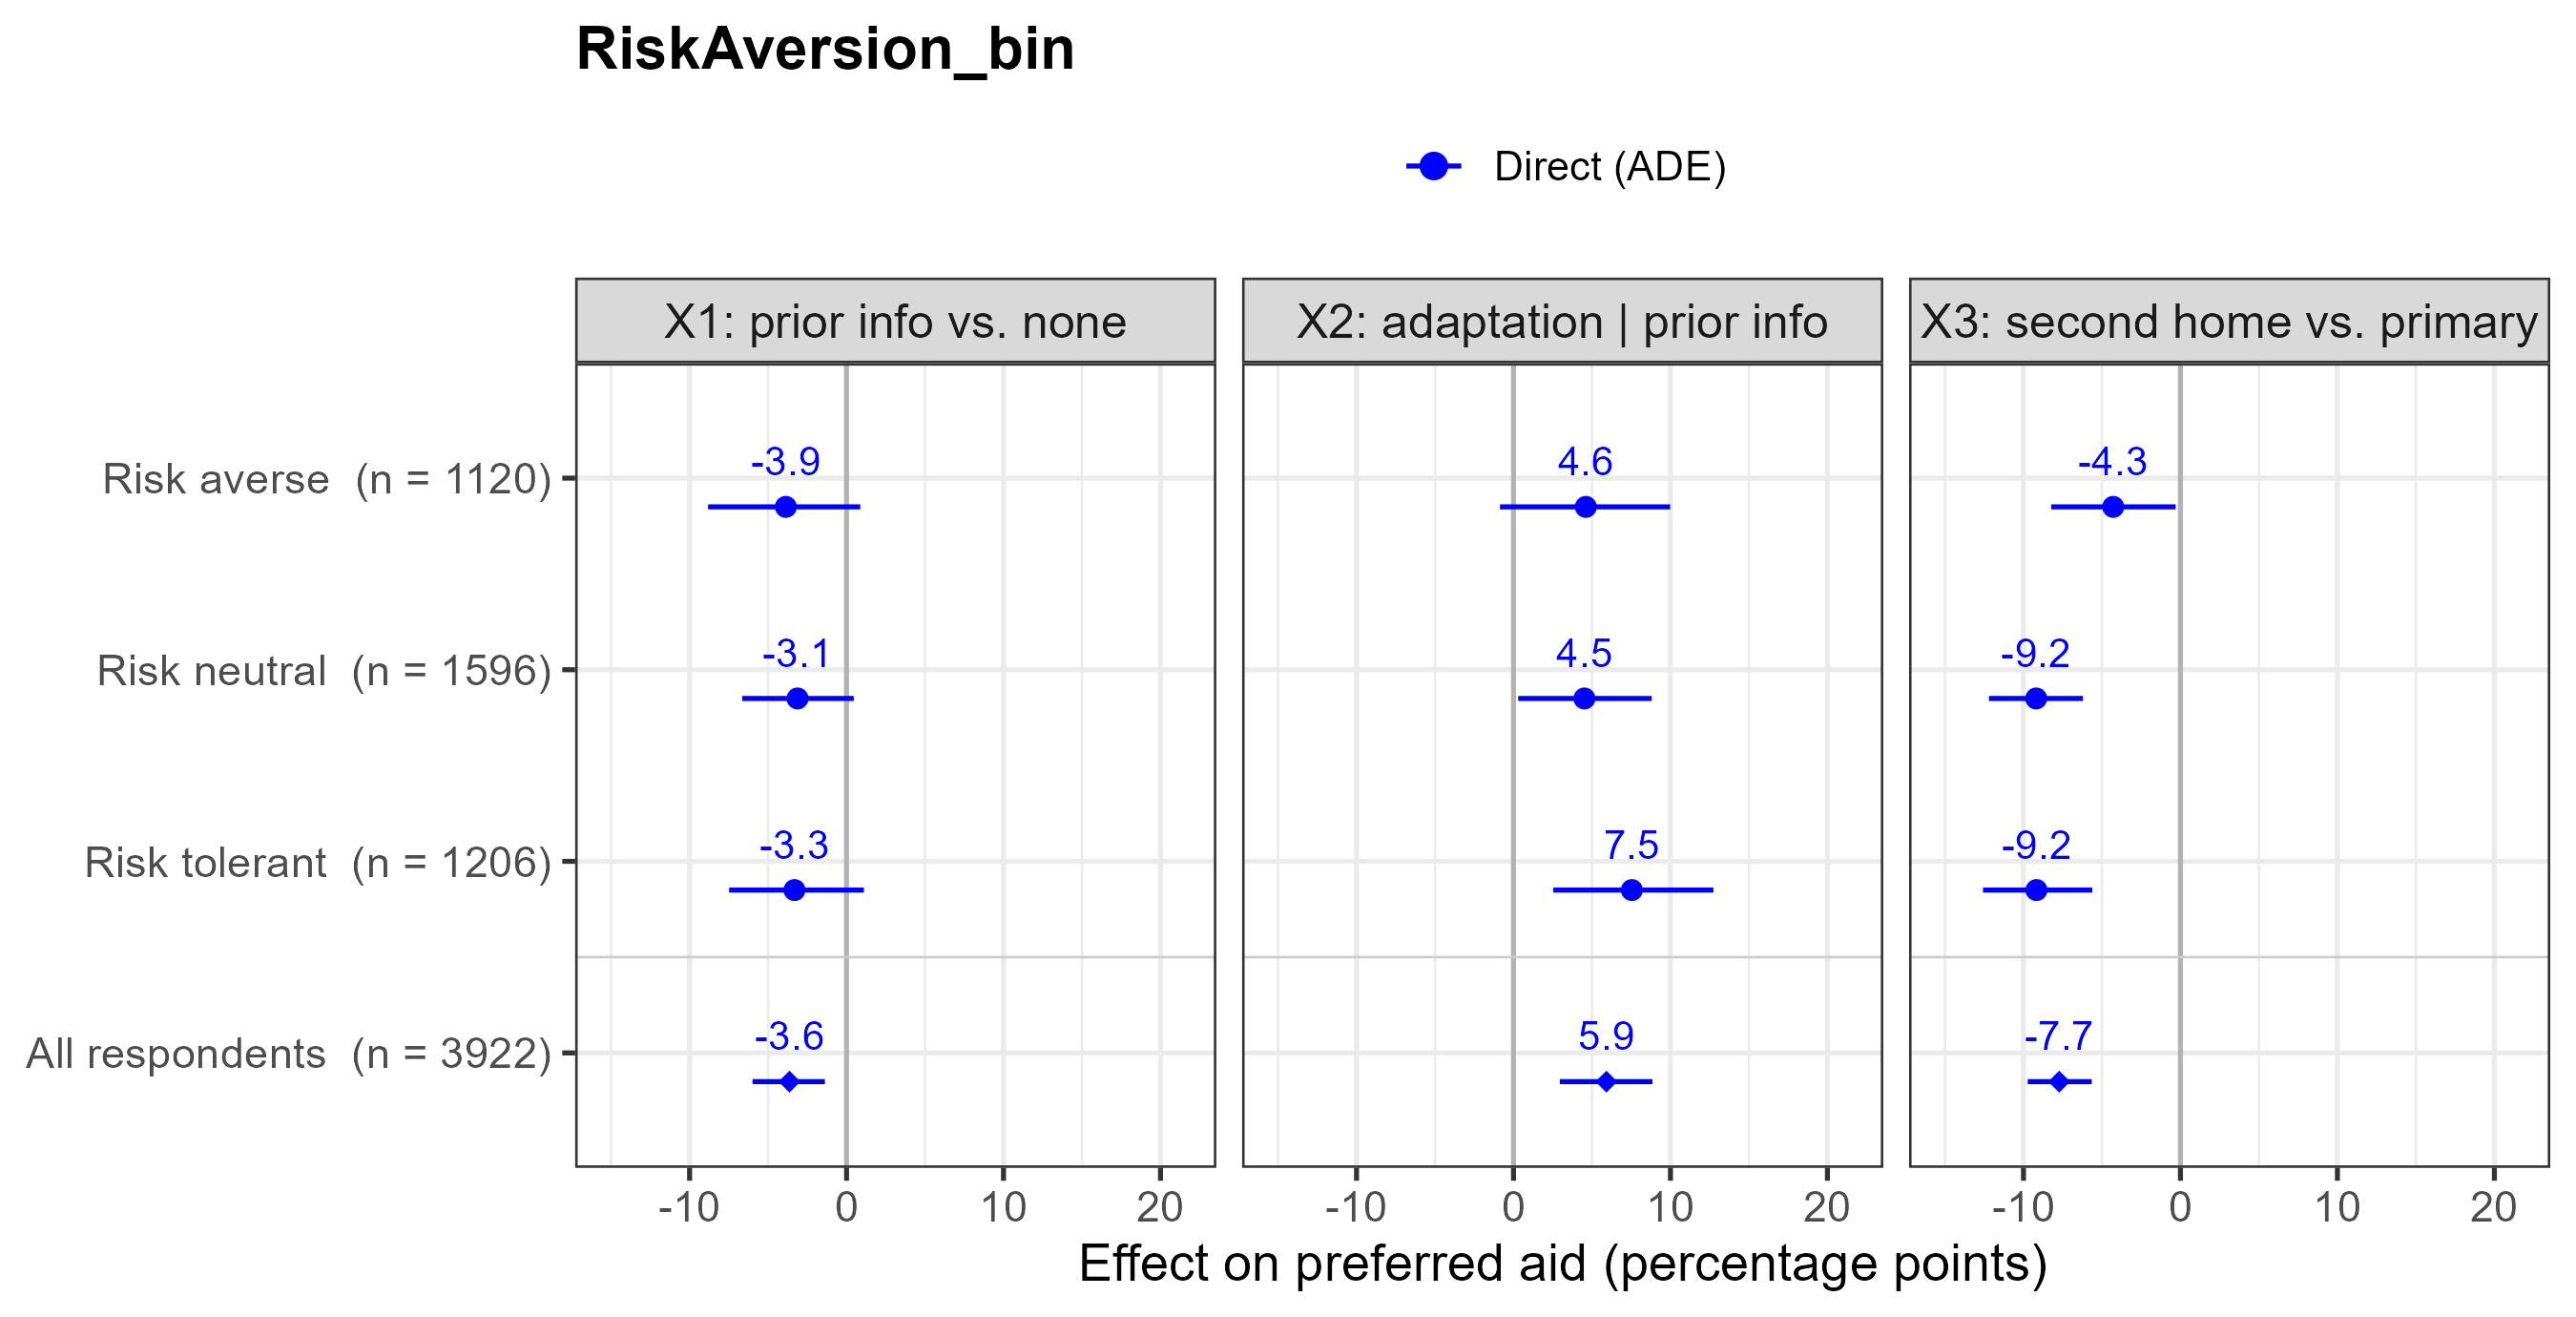 RiskAversion_bin
Direct (ADE)
X1: prior info vs. none
X2: adaptation | prior info
X3: second home vs. primary
Risk averse (n = 1120)
-3.9
4.6
-4.3
Risk neutral (n = 1596)
-3.1
4.5
-9.2
Risk tolerant (n = 1206)
-3.3
7.5
-9.2
All respondents (n = 3922)
-3.6
5.9
-7.7
-10 0 10 20
-10 0 10 20
-10 0 10 20
Effect on preferred aid (percentage points)